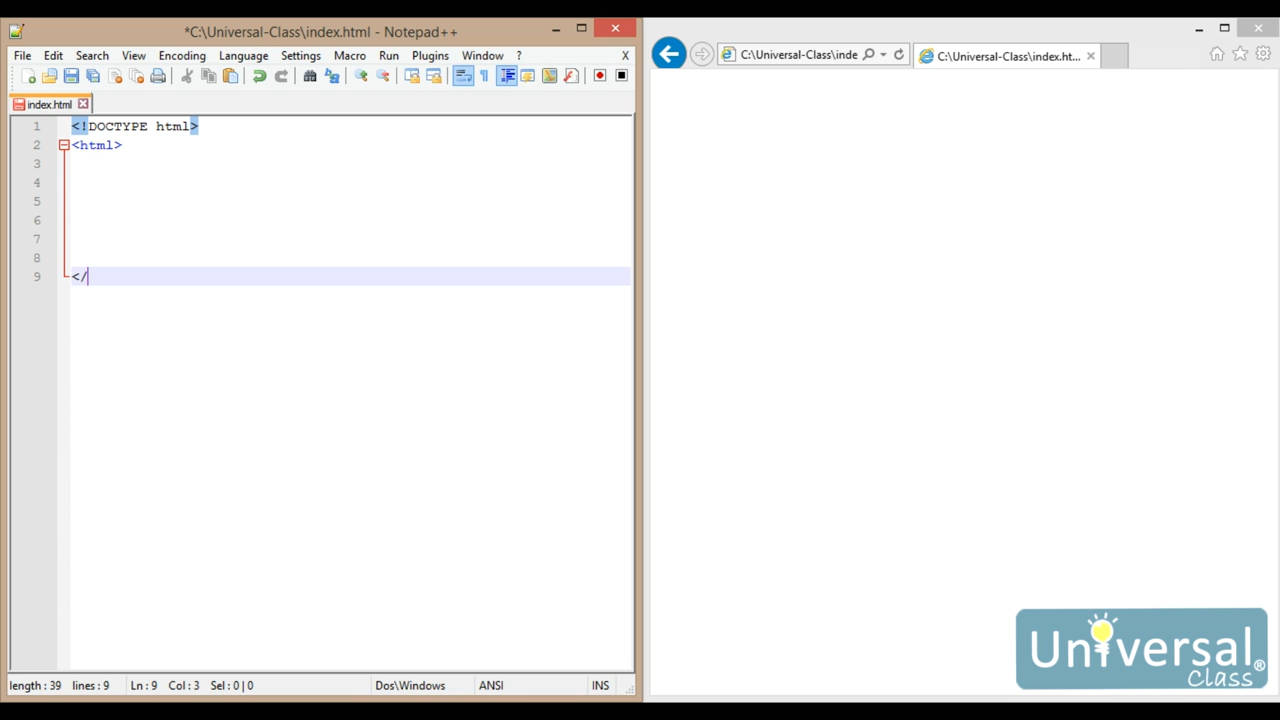 *C:\Universal-Class\index.html - Notepad++
File Edit Search View Encoding Language Settings Macro Run Plugins Window ? X
index.html
1 <!DOCTYPE html>
2 <html>
3
4
5
6
7
8
9 </
length : 39 lines : 9 Ln : 9 Col : 3 Sel : 0 | 0 Dos\Windows ANSI INS
C:\Universal-Class\inde
C:\Universal-Class\index.ht...
Universal®
Class